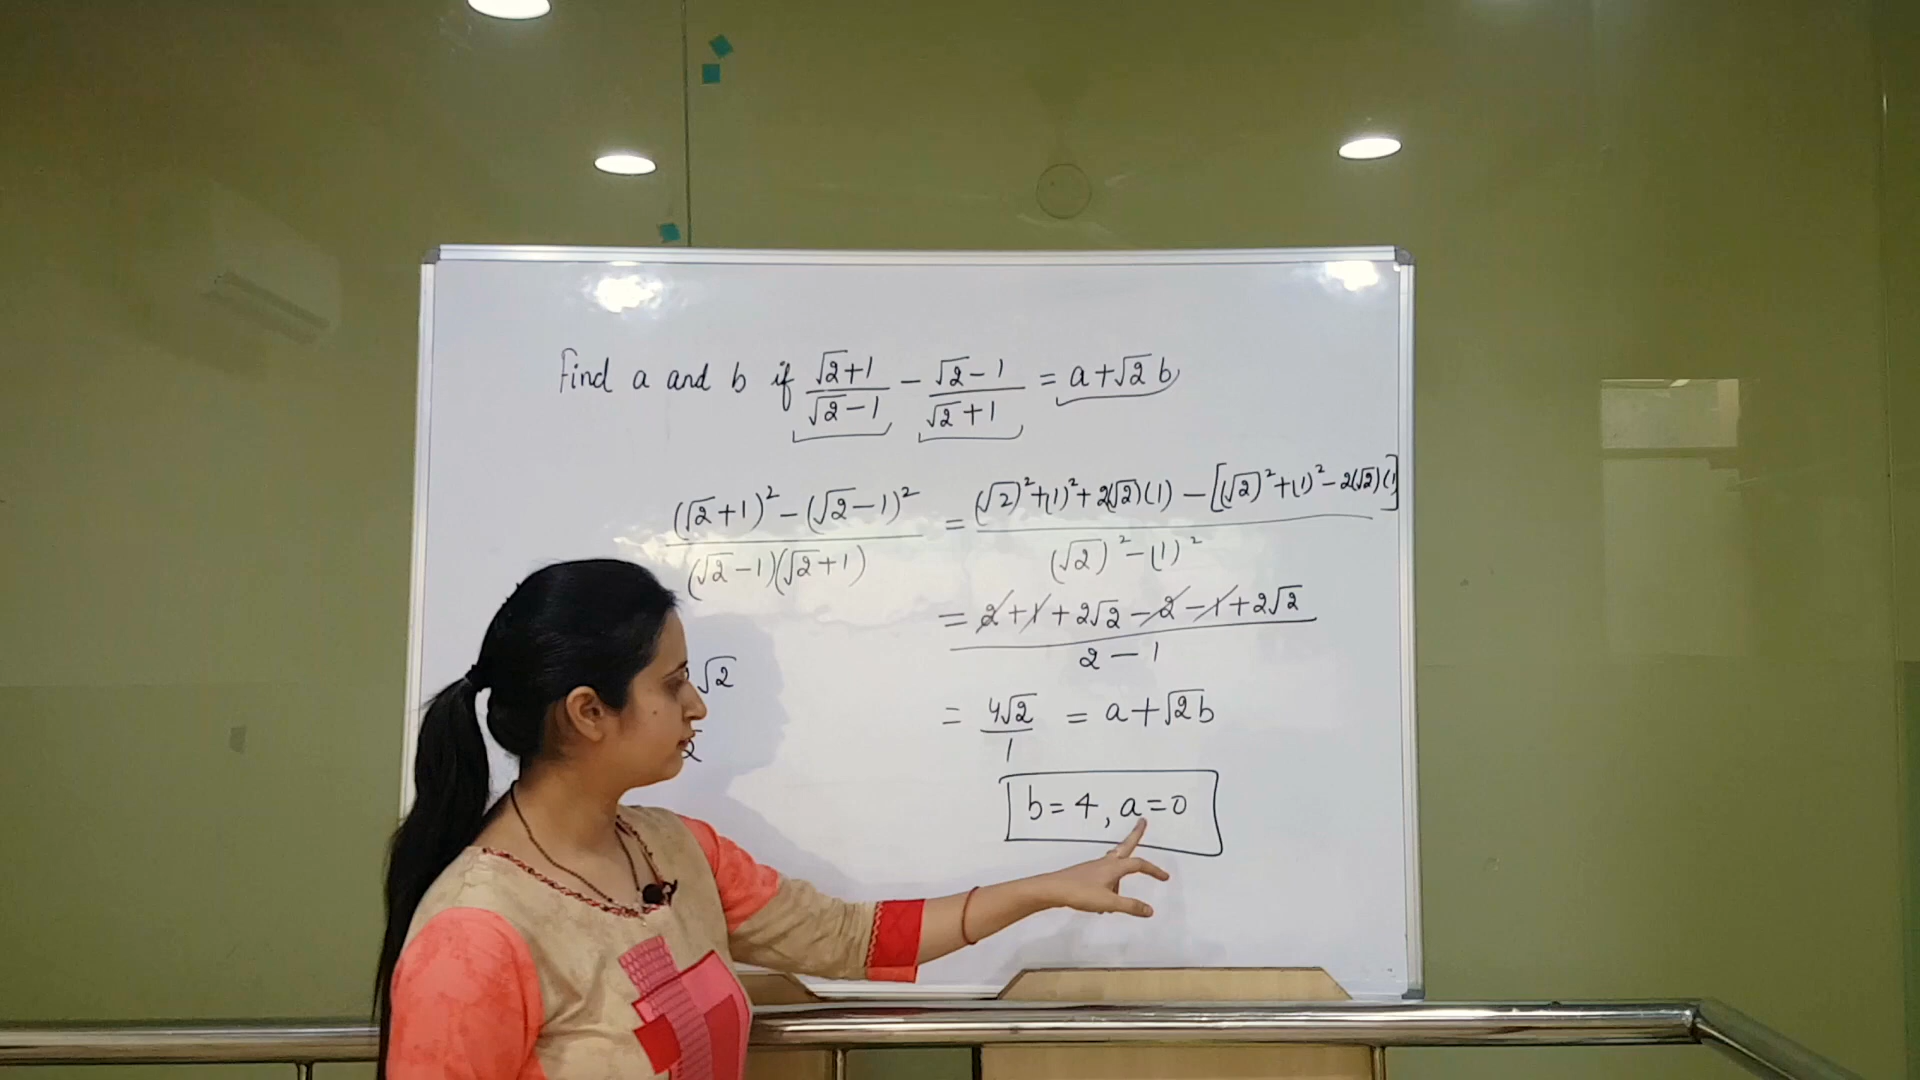 Find a and b if (√2+1)/(√2-1) - (√2-1)/(√2+1) = a+√2 b
((√2+1)² - (√2-1)²)/((√2-1)(√2+1)) = ((√2)²+(1)²+2(√2)(1) - [(√2)²+(1)²-2(√2)(1)])/((√2)²-(1)²)
= (2+1+2√2-2-1+2√2)/(2-1)
√2
= 4√2/1 = a+√2b
2
b=4, a=0